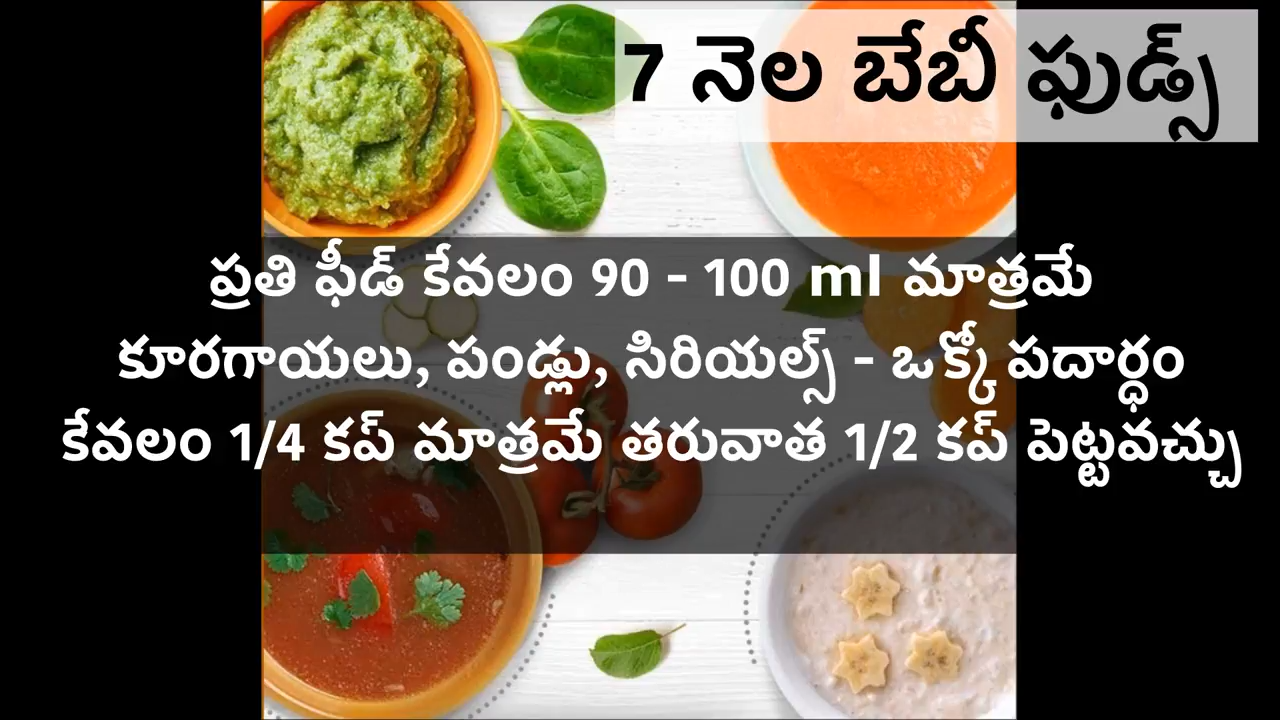 7 నెల బేబీ ఫుడ్స్
ప్రతి ఫీడ్ కేవలం 90 - 100 ml మాత్రమే
కూరగాయలు, పండ్లు, సిరియల్స్ - ఒక్కో పదార్ధం
కేవలం 1/4 కప్ మాత్రమే తరువాత 1/2 కప్ పెట్టవచ్చు